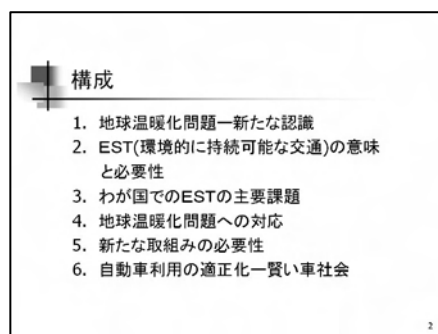 構成
1. 地球温暖化問題ー新たな認識
2. EST(環境的に持続可能な交通)の意味
と必要性
3. わが国でのESTの主要課題
4. 地球温暖化問題への対応
5. 新たな取組みの必要性
6. 自動車利用の適正化ー賢い車社会
2